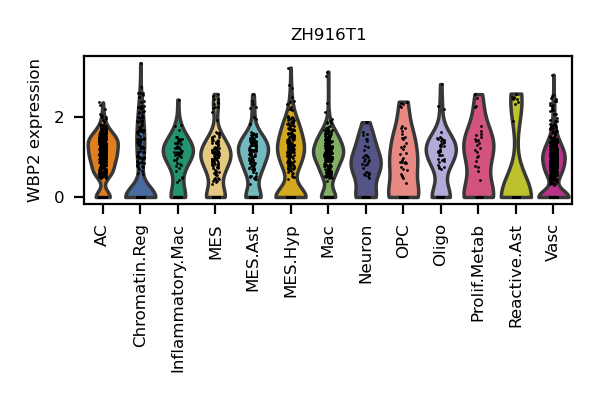 ZH916T1
WBP2 expression
2
0
AC
Chromatin.Reg
Inflammatory.Mac
MES
MES.Ast
MES.Hyp
Mac
Neuron
OPC
Oligo
Prolif.Metab
Reactive.Ast
Vasc